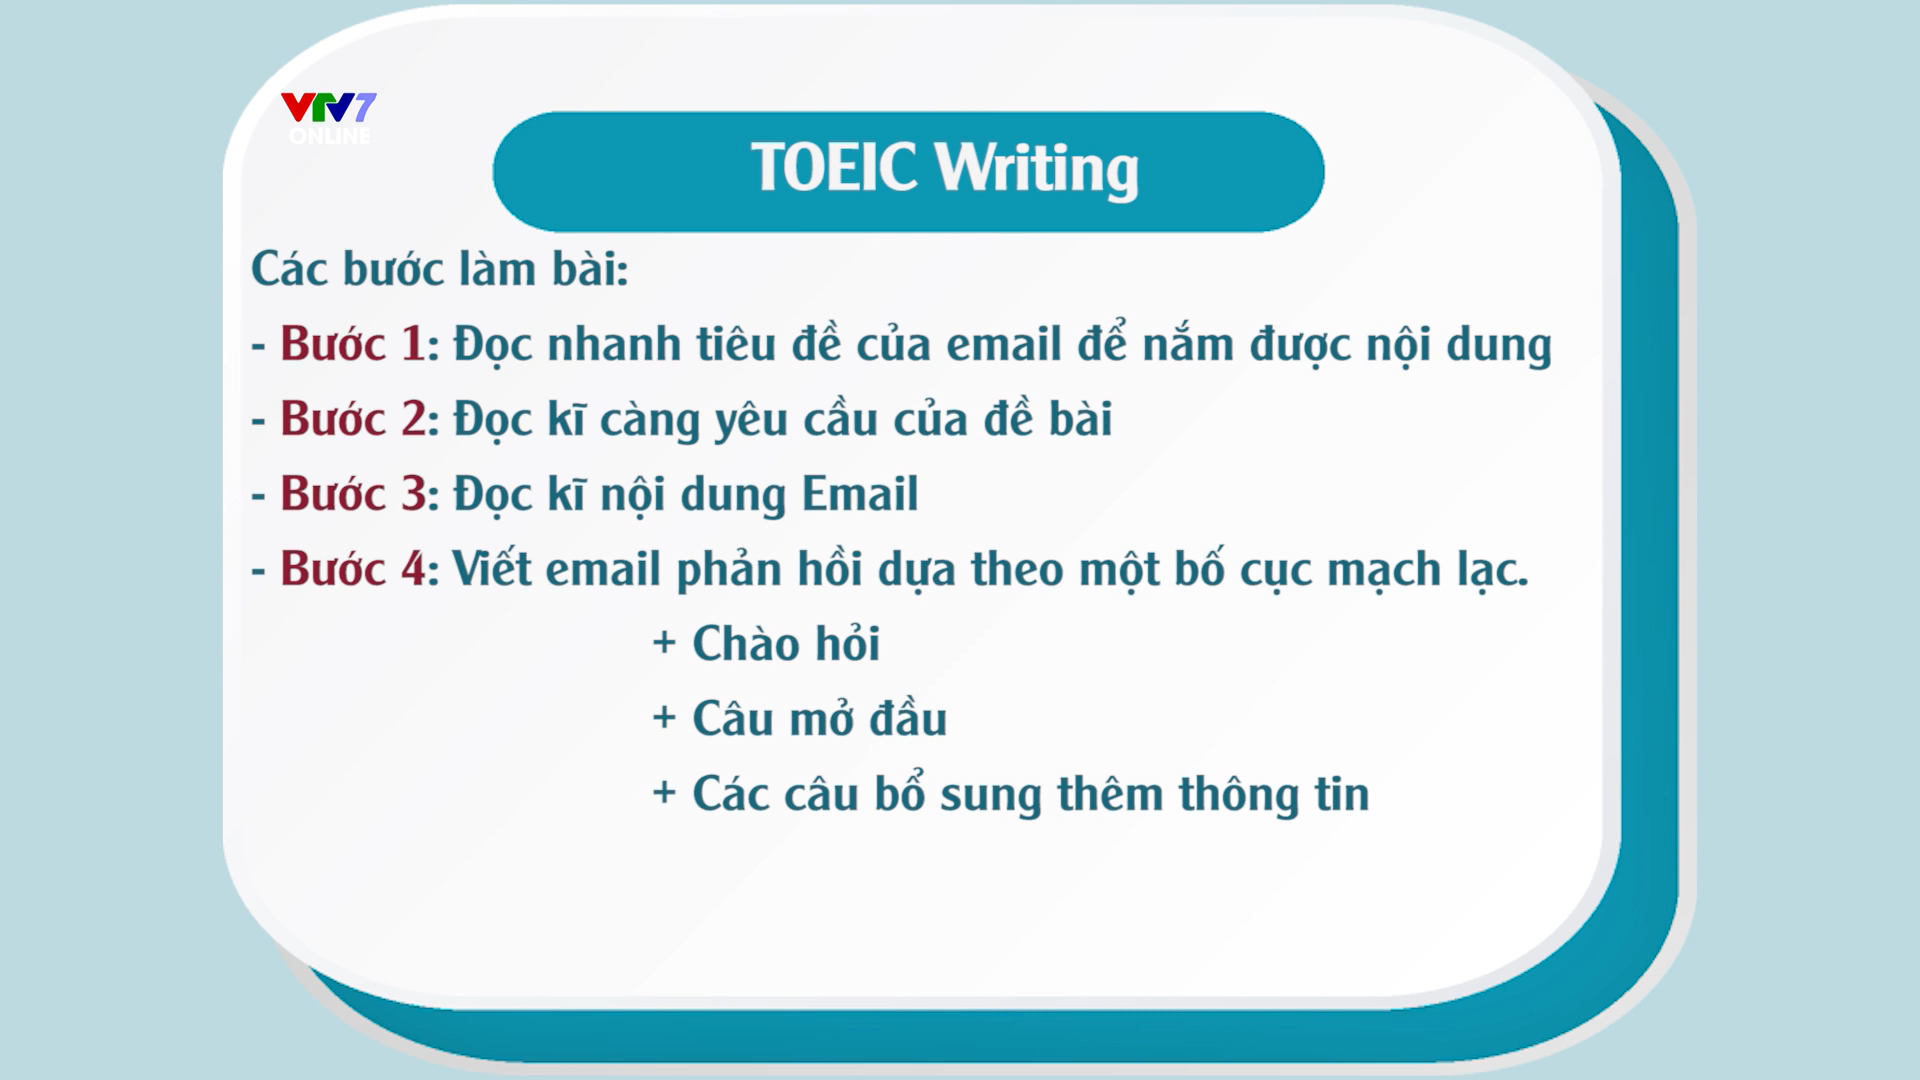 VTV7
ONLINE
TOEIC Writing
Các bước làm bài:
- Bước 1: Đọc nhanh tiêu đề của email để nắm được nội dung
- Bước 2: Đọc kĩ càng yêu cầu của đề bài
- Bước 3: Đọc kĩ nội dung Email
- Bước 4: Viết email phản hồi dựa theo một bố cục mạch lạc.
+ Chào hỏi
+ Câu mở đầu
+ Các câu bổ sung thêm thông tin